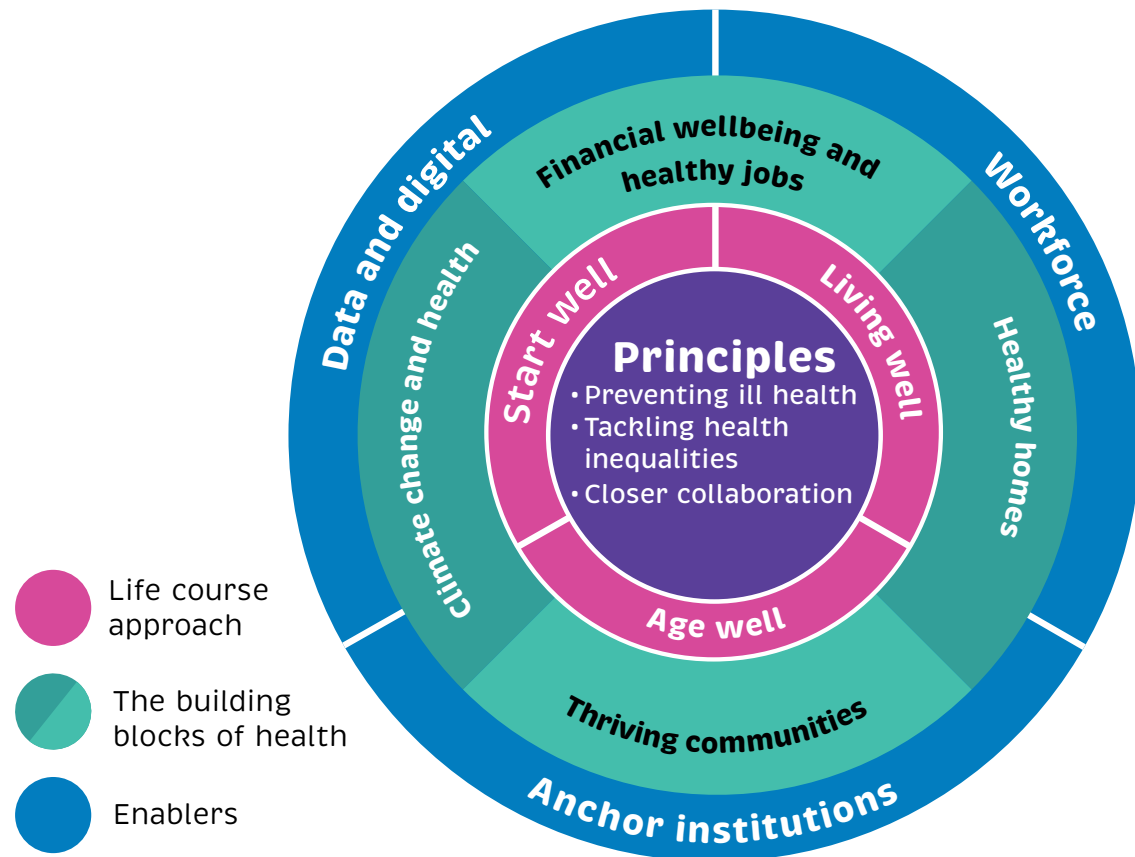 Data and digital
Workforce
Anchor institutions
Financial wellbeing and
healthy jobs
Climate change and health
Healthy homes
Thriving communities
Start well
Living well
Age well
Principles
• Preventing ill health
• Tackling health
inequalities
• Closer collaboration
Life course
approach
The building
blocks of health
Enablers